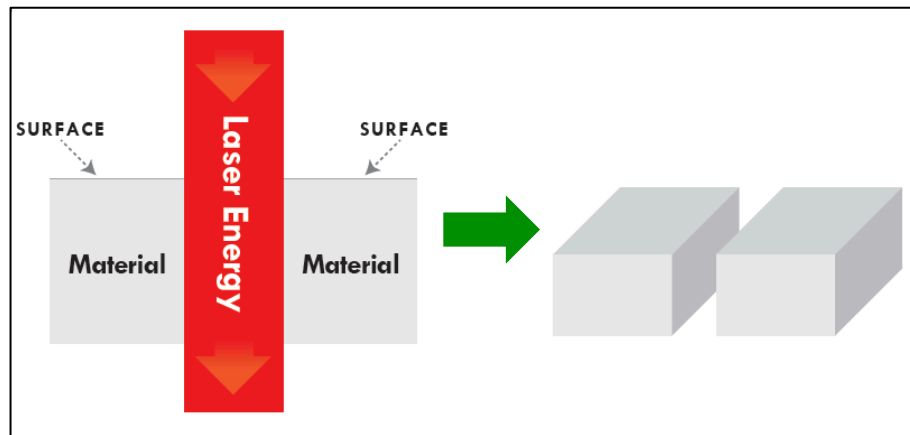 SURFACE
SURFACE
Laser Energy
Material
Material